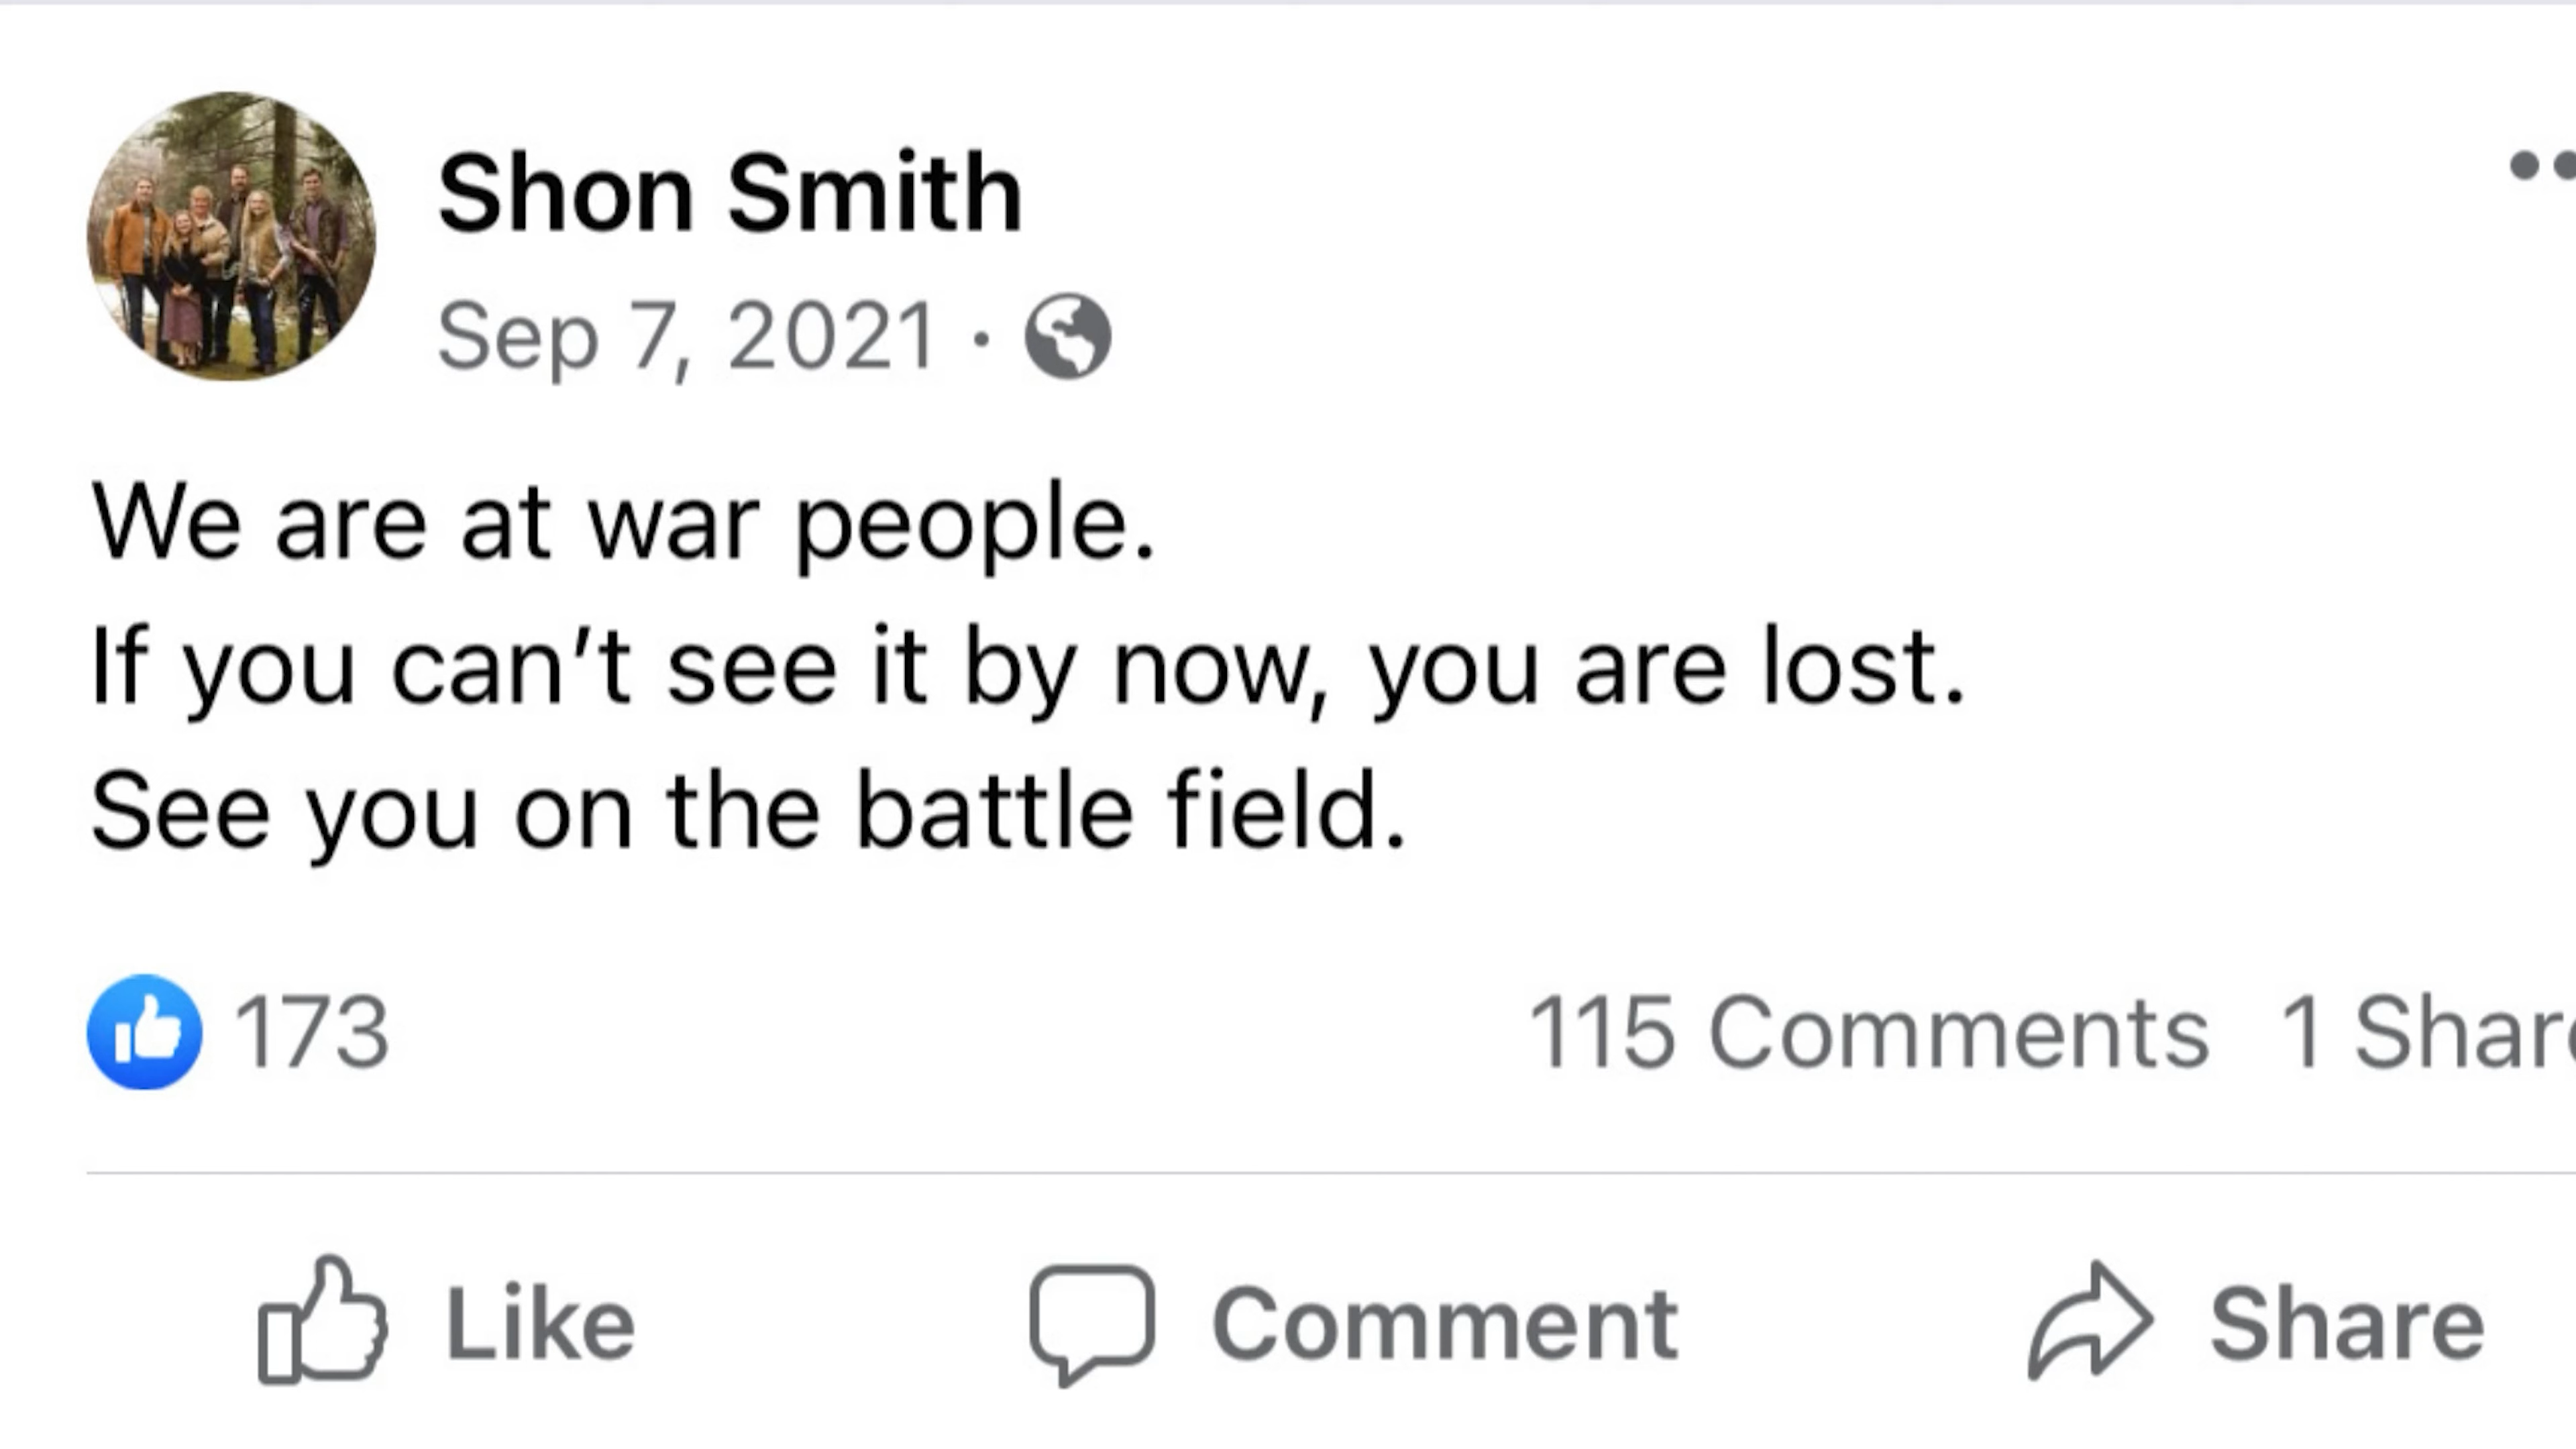 Shon Smith
Sep 7, 2021 ·
We are at war people.
If you can't see it by now, you are lost.
See you on the battle field.
173 115 Comments 1 Share
Like Comment Share